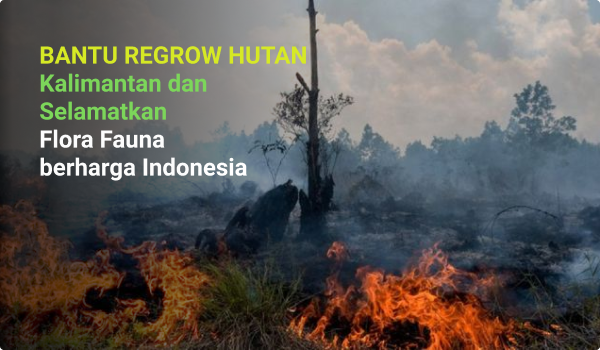 BANTU REGROW HUTAN
Kalimantan dan
Selamatkan
Flora Fauna
berharga Indonesia